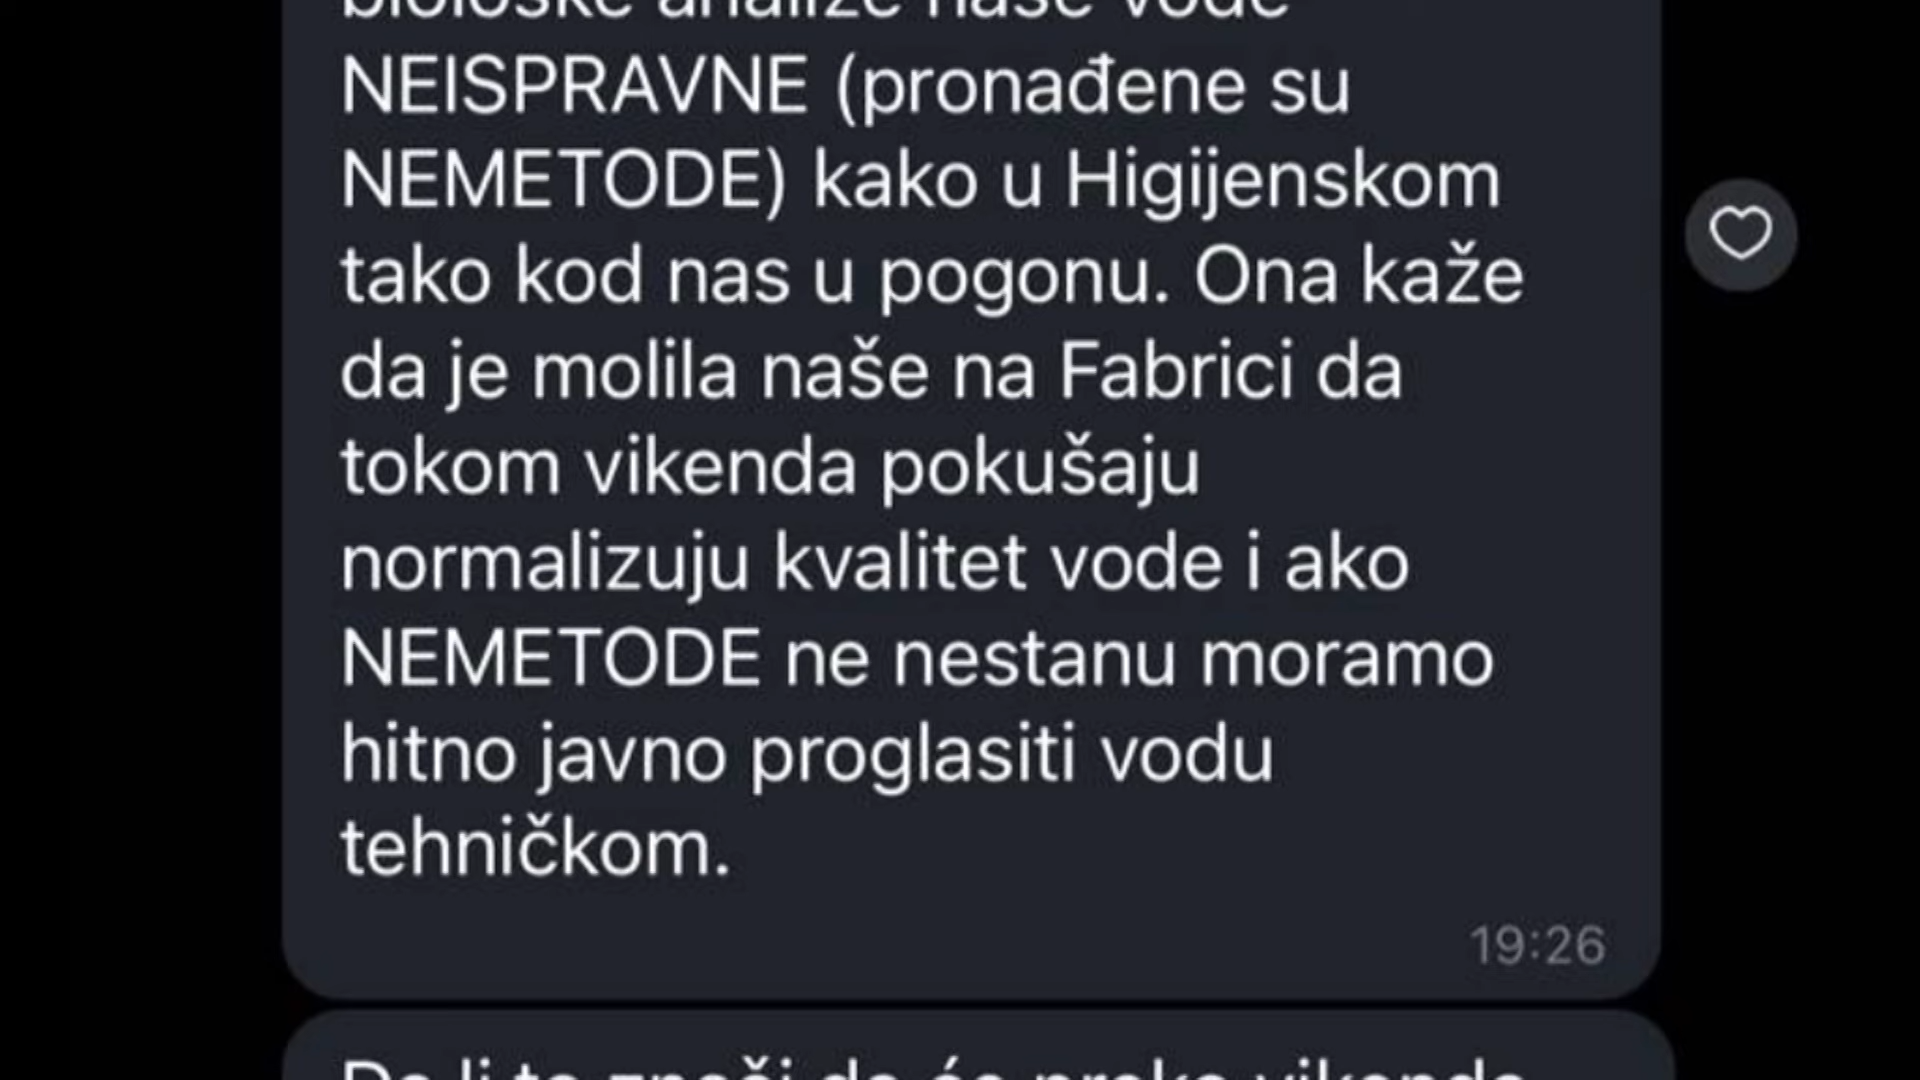 biološke analize naše vode
NEISPRAVNE (pronađene su
NEMETODE) kako u Higijenskom
tako kod nas u pogonu. Ona kaže
da je molila naše na Fabrici da
tokom vikenda pokušaju
normalizuju kvalitet vode i ako
NEMETODE ne nestanu moramo
hitno javno proglasiti vodu
tehničkom.
19:26
Da li to znači da će preko vikenda